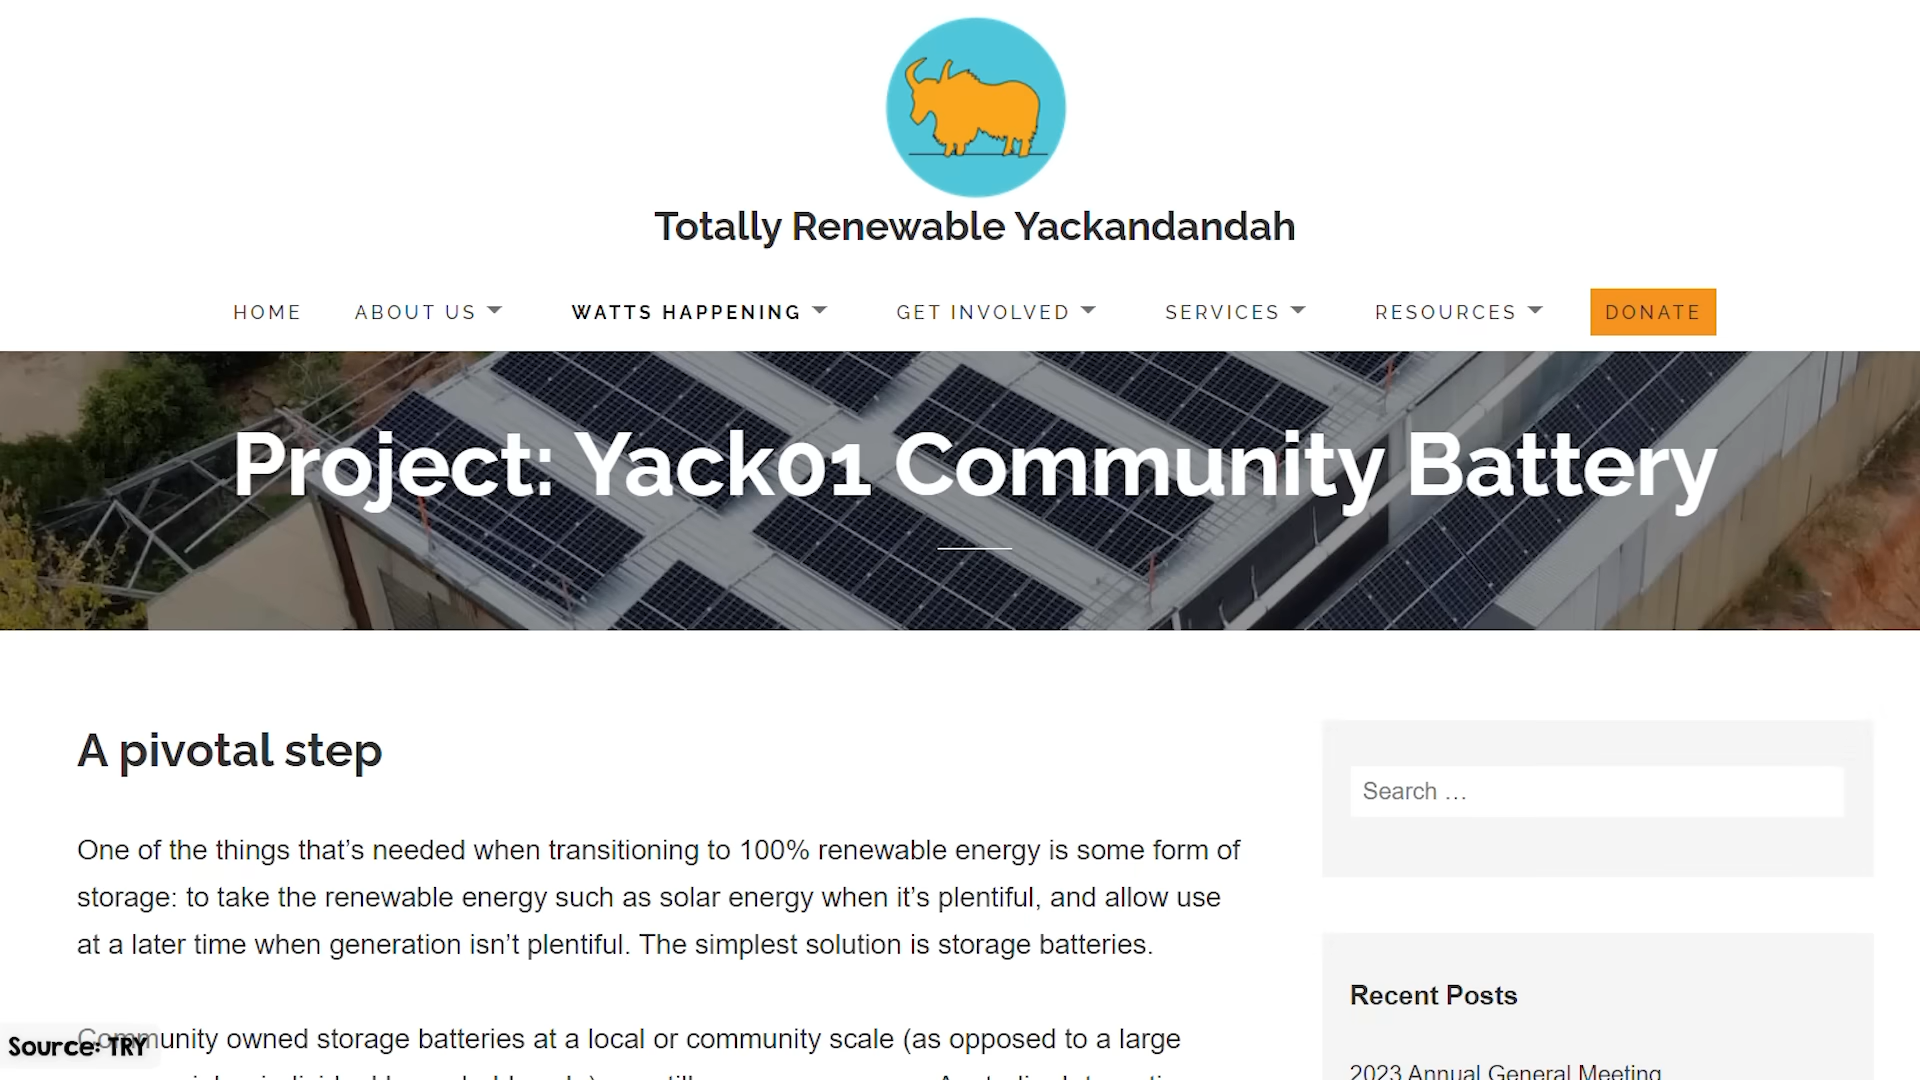 Totally Renewable Yackandandah
HOME ABOUT US WATTS HAPPENING GET INVOLVED SERVICES RESOURCES DONATE
Project: Yack01 Community Battery
A pivotal step
One of the things that’s needed when transitioning to 100% renewable energy is some form of
storage: to take the renewable energy such as solar energy when it’s plentiful, and allow use
at a later time when generation isn’t plentiful. The simplest solution is storage batteries.
Community owned storage batteries at a local or community scale (as opposed to a large
Search …
Recent Posts
2023 Annual General Meeting
Source: TRY